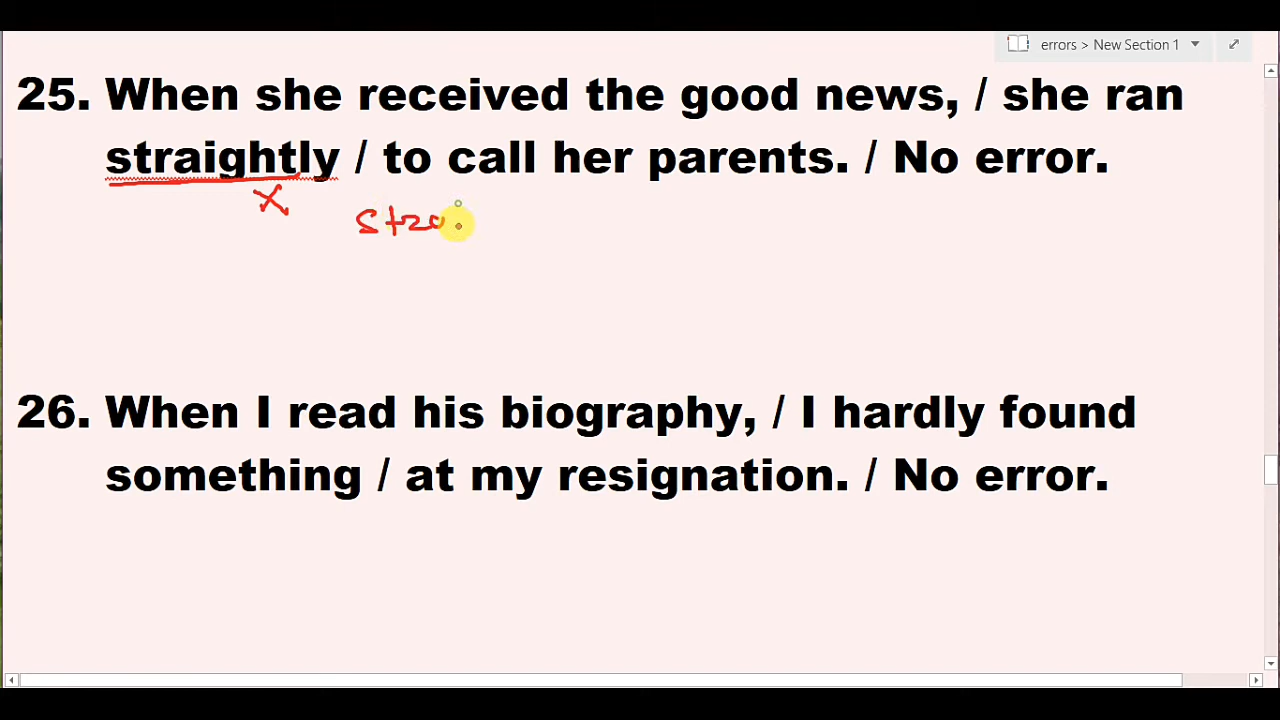 errors > New Section 1
25. When she received the good news, / she ran
straightly / to call her parents. / No error.
X
stra
26. When I read his biography, / I hardly found
something / at my resignation. / No error.